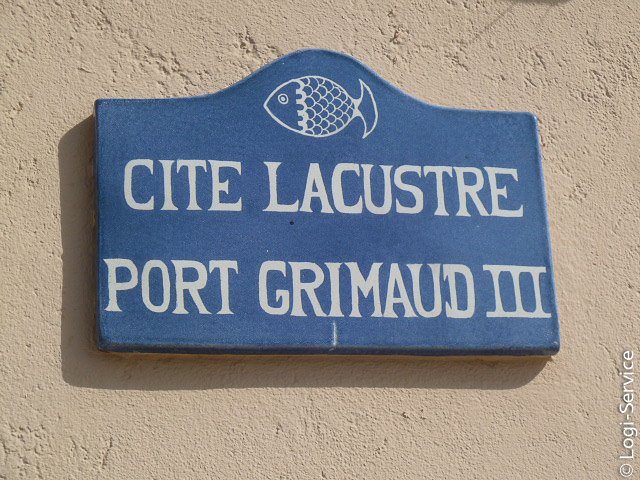 CITE LACUSTRE
PORT GRIMAUD III
© Logi-Service